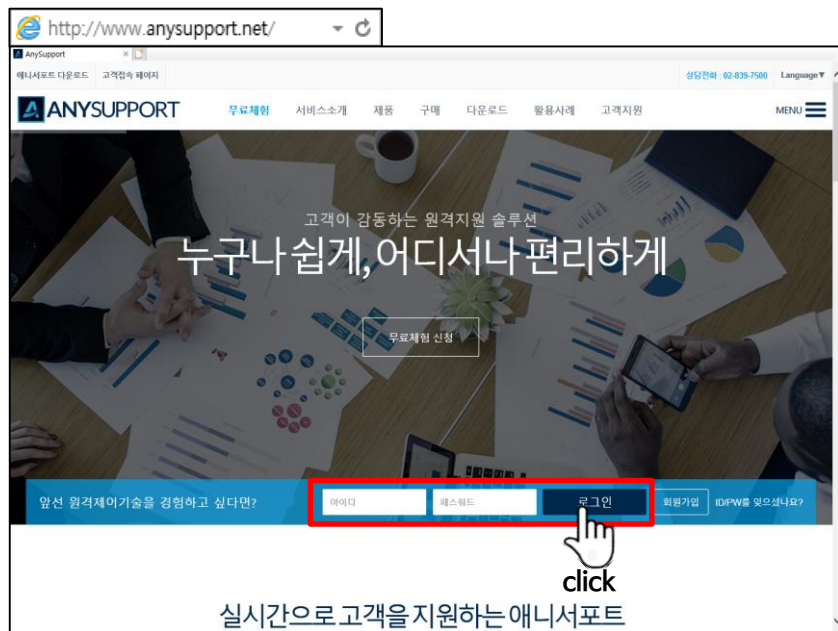 http://www.anysupport.net/
AnySupport
애니서포트 다운로드 고객접속 페이지 상담전화 : 02-839-7500 Language▼
ANYSUPPORT 무료체험 서비스소개 제품 구매 다운로드 활용사례 고객지원 MENU
고객이 감동하는 원격지원 솔루션
누구나 쉽게, 어디서나 편리하게
무료체험 신청
앞선 원격제어기술을 경험하고 싶다면? 아이디 패스워드 로그인 회원가입 ID/PW를 잊으셨나요?
click
실시간으로 고객을 지원하는 애니서포트